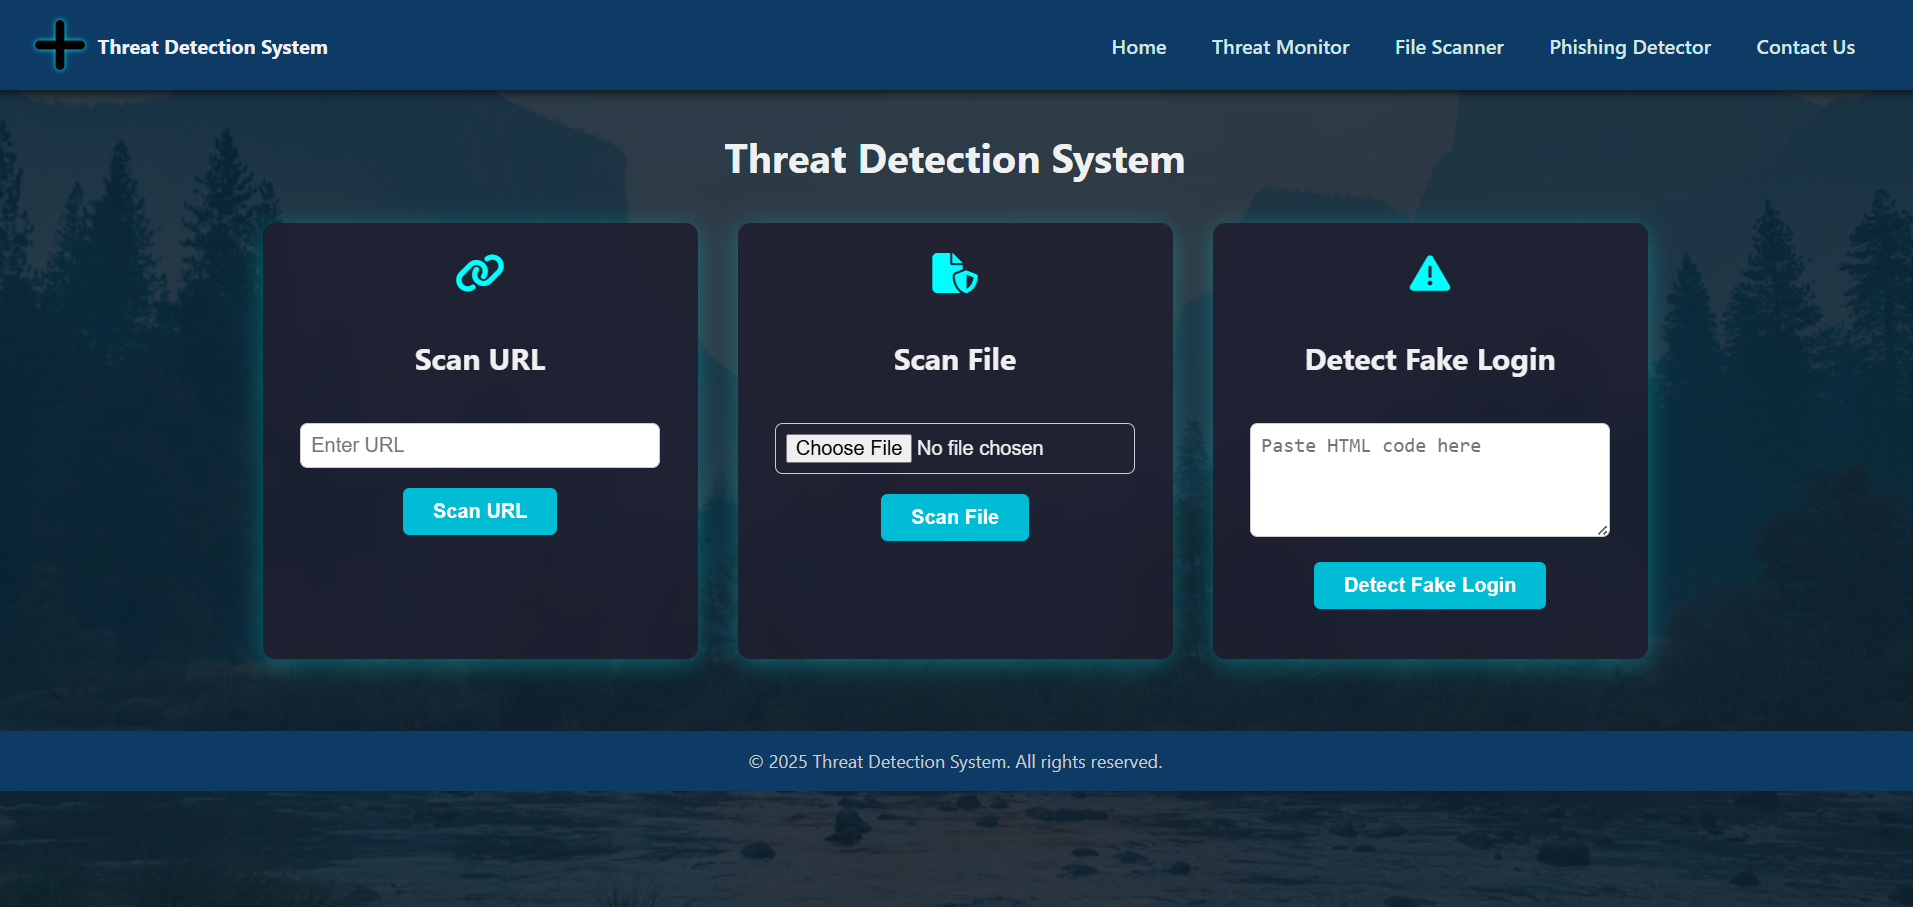 Threat Detection System
Home Threat Monitor File Scanner Phishing Detector Contact Us
Threat Detection System
Scan URL
Enter URL
Scan URL
Scan File
Choose File No file chosen
Scan File
Detect Fake Login
Paste HTML code here
Detect Fake Login
© 2025 Threat Detection System. All rights reserved.